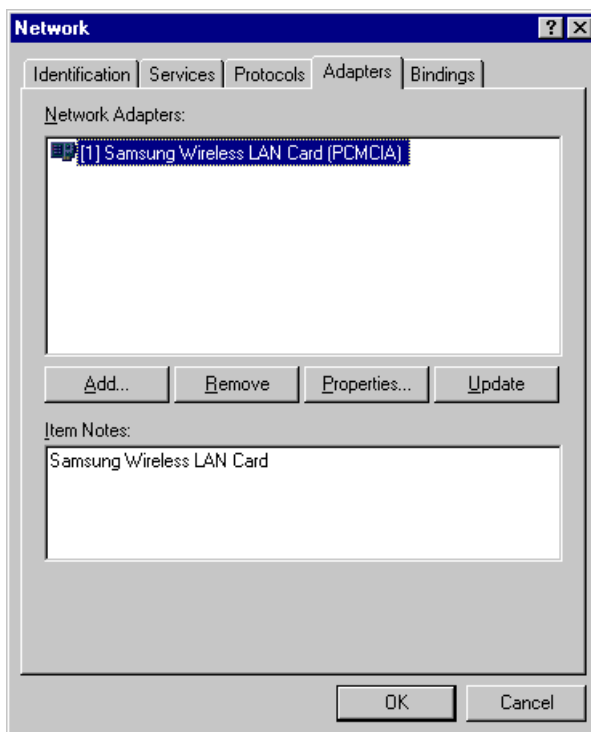 Network
Identification Services Protocols Adapters Bindings
Network Adapters:
[1] Samsung Wireless LAN Card (PCMCIA)
Add... Remove Properties... Update
Item Notes:
Samsung Wireless LAN Card
OK Cancel